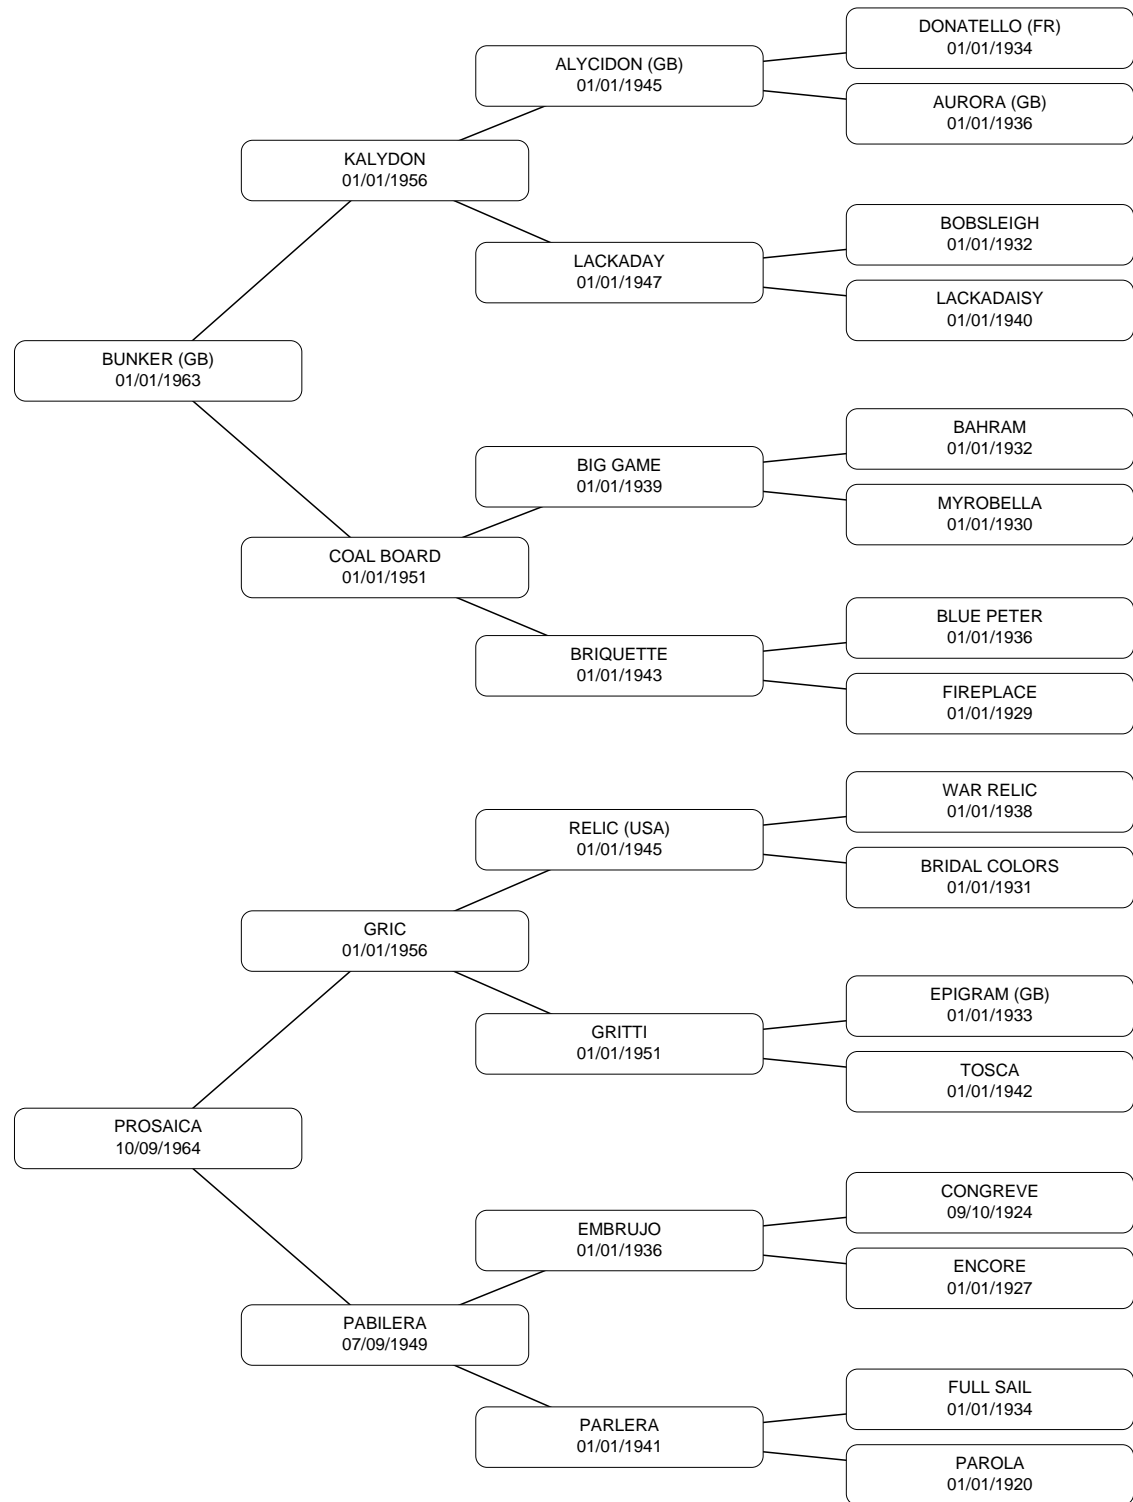 DONATELLO (FR)
01/01/1934
ALYCIDON (GB)
01/01/1945
AURORA (GB)
01/01/1936
KALYDON
01/01/1956
BOBSLEIGH
01/01/1932
LACKADAY
01/01/1947
LACKADAISY
01/01/1940
BUNKER (GB)
01/01/1963
BAHRAM
01/01/1932
BIG GAME
01/01/1939
MYROBELLA
01/01/1930
COAL BOARD
01/01/1951
BLUE PETER
01/01/1936
BRIQUETTE
01/01/1943
FIREPLACE
01/01/1929
WAR RELIC
01/01/1938
RELIC (USA)
01/01/1945
BRIDAL COLORS
01/01/1931
GRIC
01/01/1956
EPIGRAM (GB)
01/01/1933
GRITTI
01/01/1951
TOSCA
01/01/1942
PROSAICA
10/09/1964
CONGREVE
09/10/1924
EMBRUJO
01/01/1936
ENCORE
01/01/1927
PABILERA
07/09/1949
FULL SAIL
01/01/1934
PARLERA
01/01/1941
PAROLA
01/01/1920